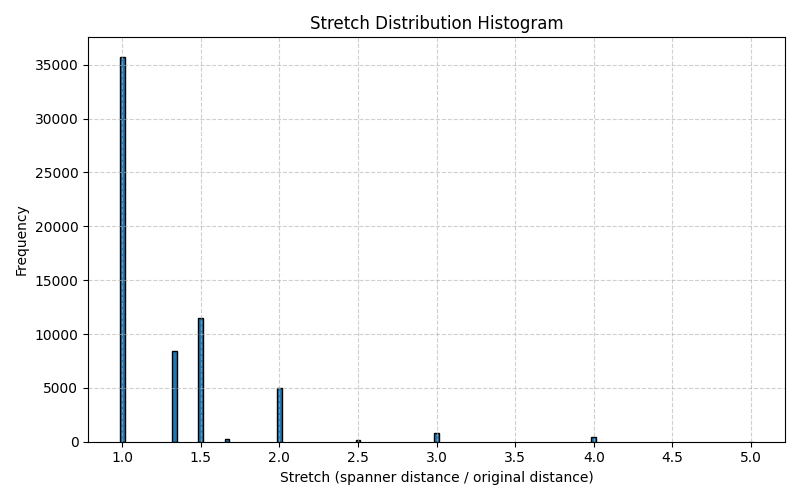 Stretch Distribution Histogram
Frequency
35000
30000
25000
20000
15000
10000
5000
0
1.0 1.5 2.0 2.5 3.0 3.5 4.0 4.5 5.0
Stretch (spanner distance / original distance)